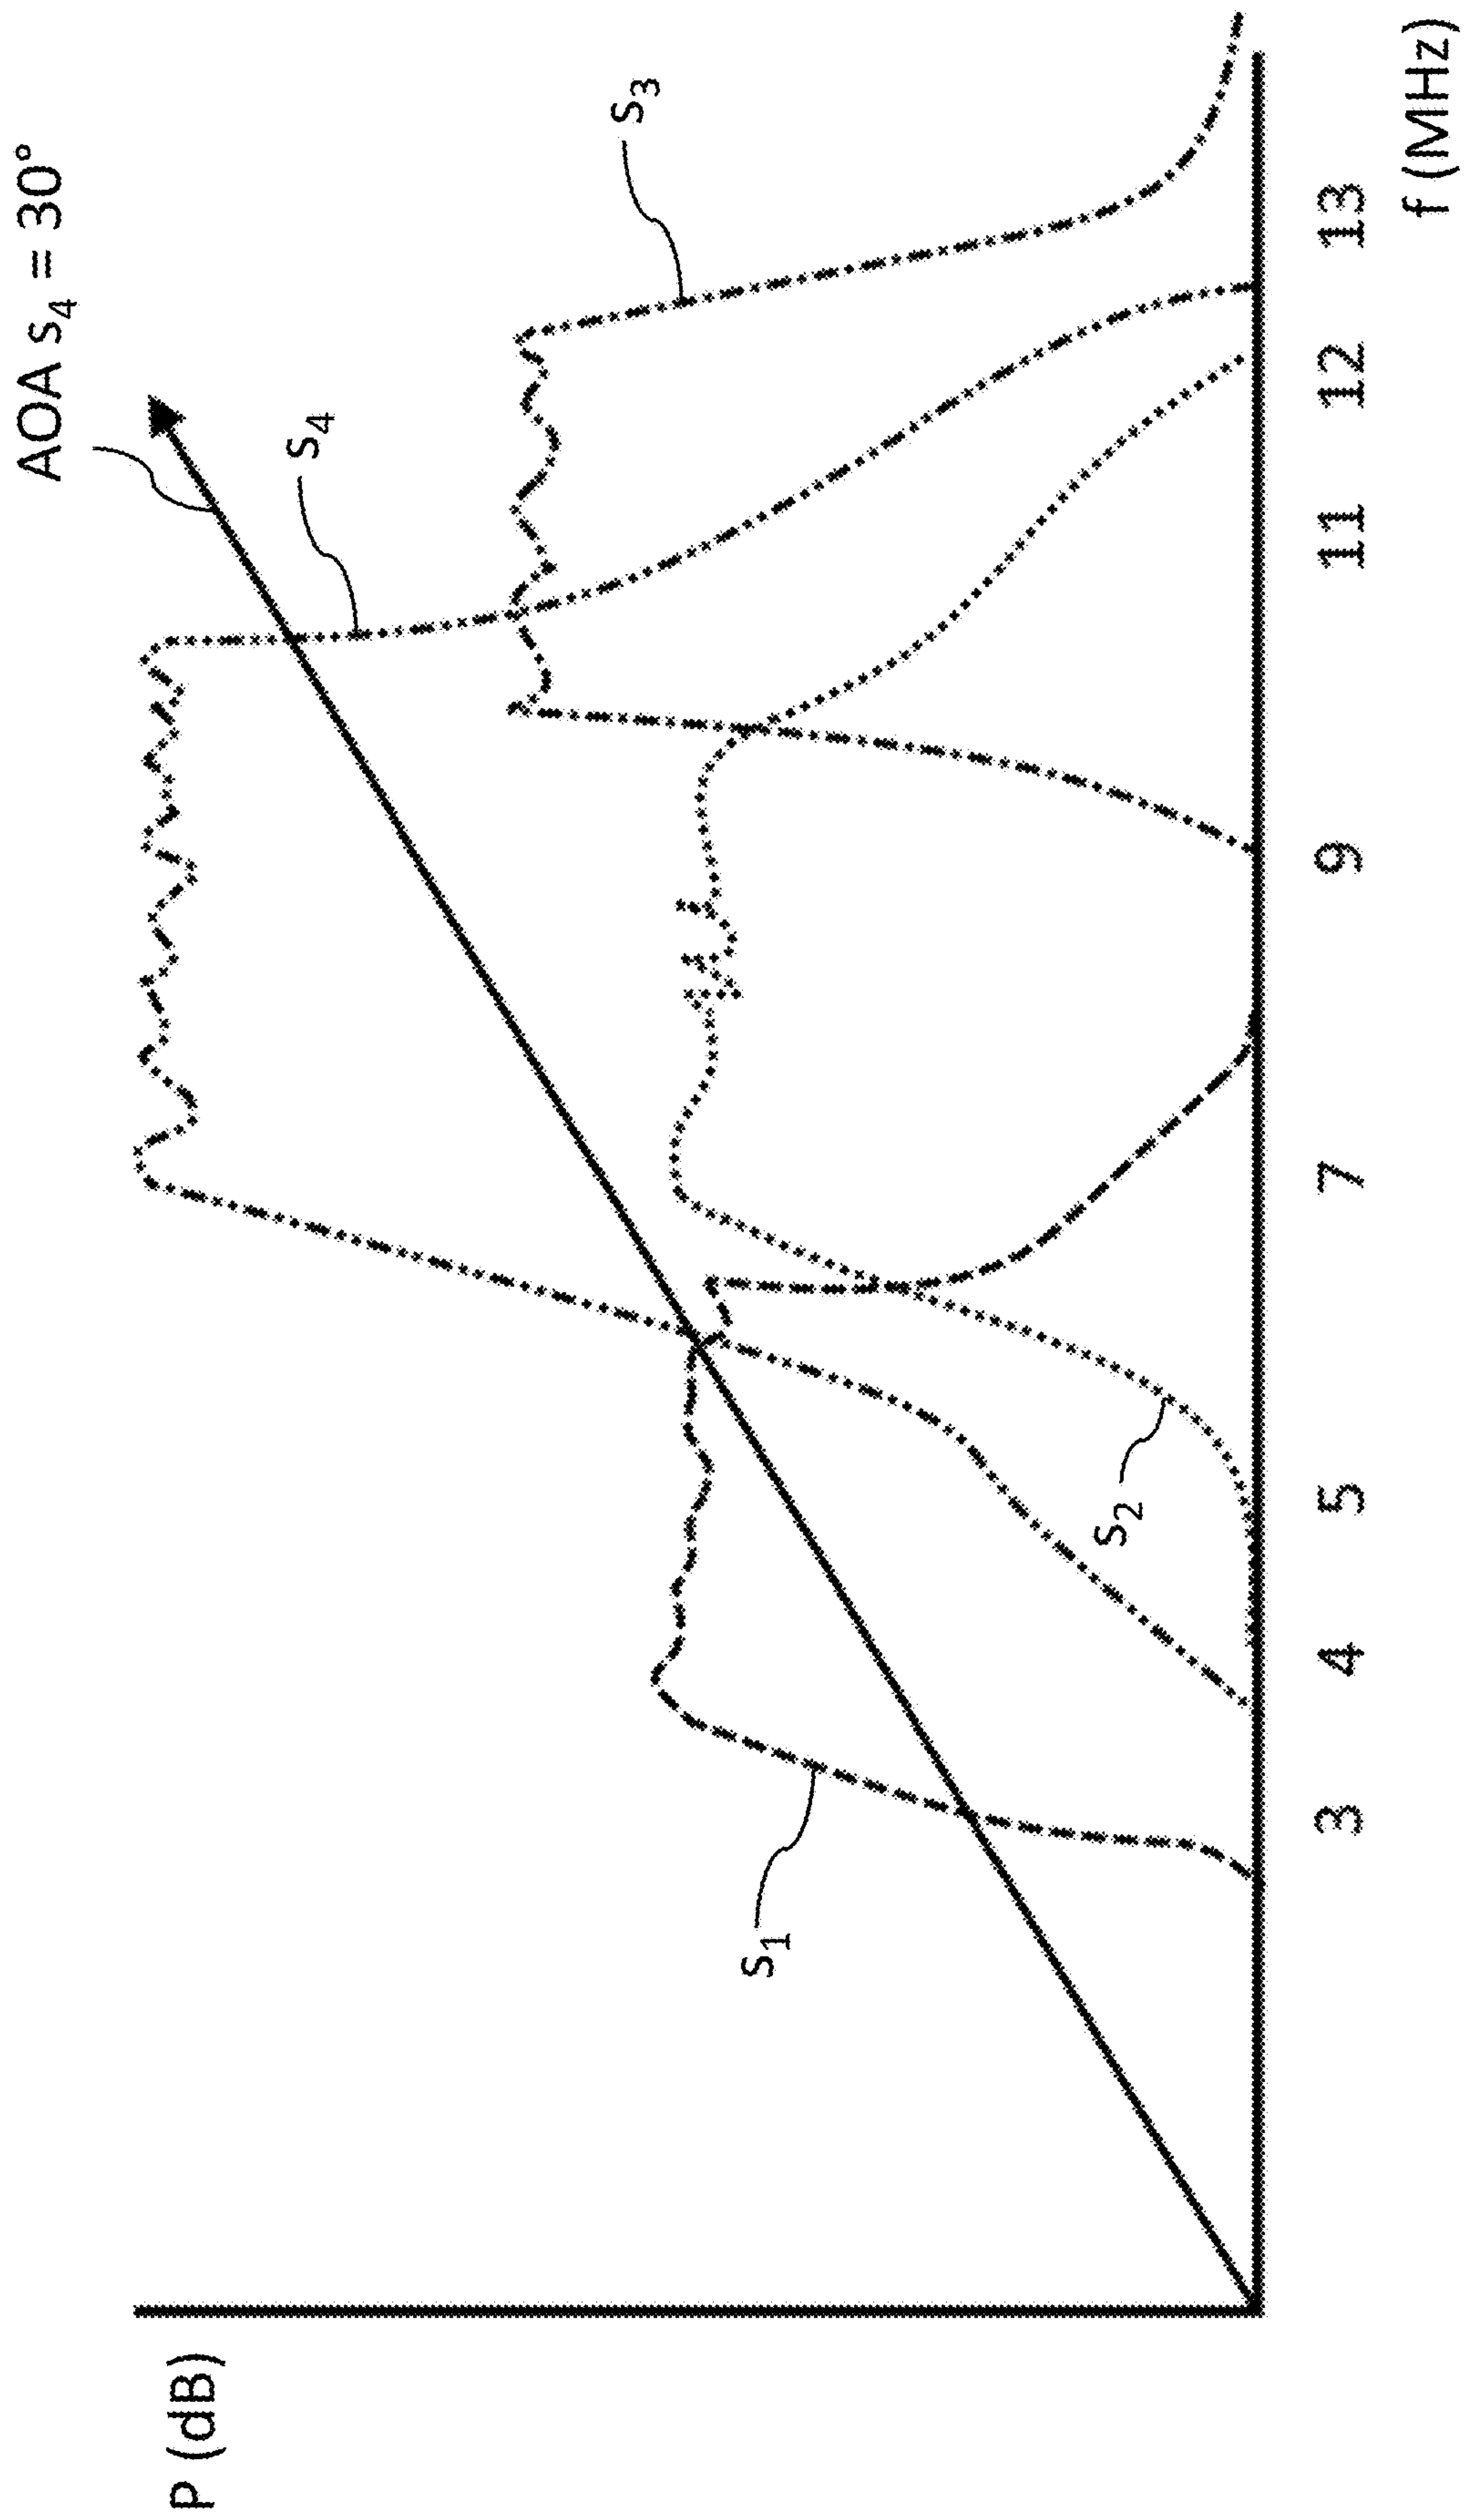 AOA s4 = 30°
P (dB)
s4
s3
s1
s2
3 4 5 7 9 11 12 13
f (MHz)